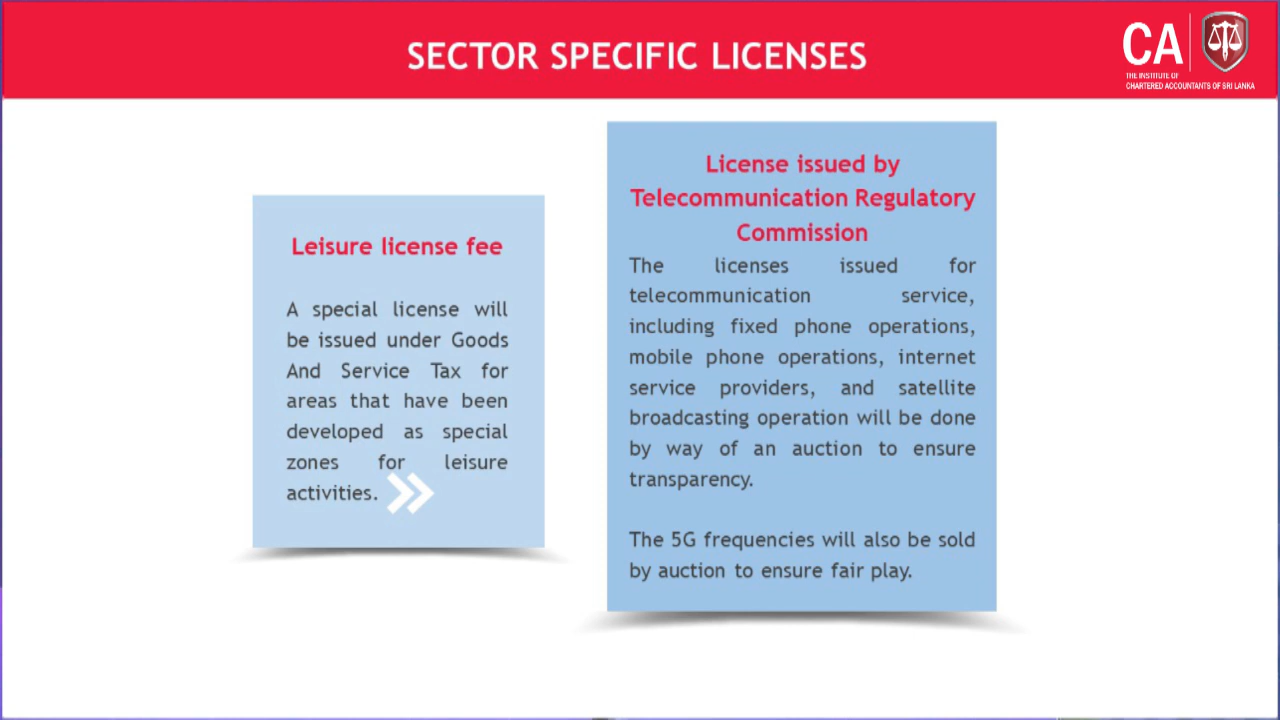 SECTOR SPECIFIC LICENSES
CA
THE INSTITUTE OF
CHARTERED ACCOUNTANTS OF SRI LANKA
Leisure license fee
A special license will
be issued under Goods
And Service Tax for
areas that have been
developed as special
zones for leisure
activities.
License issued by
Telecommunication Regulatory
Commission
The licenses issued for
telecommunication service,
including fixed phone operations,
mobile phone operations, internet
service providers, and satellite
broadcasting operation will be done
by way of an auction to ensure
transparency.
The 5G frequencies will also be sold
by auction to ensure fair play.